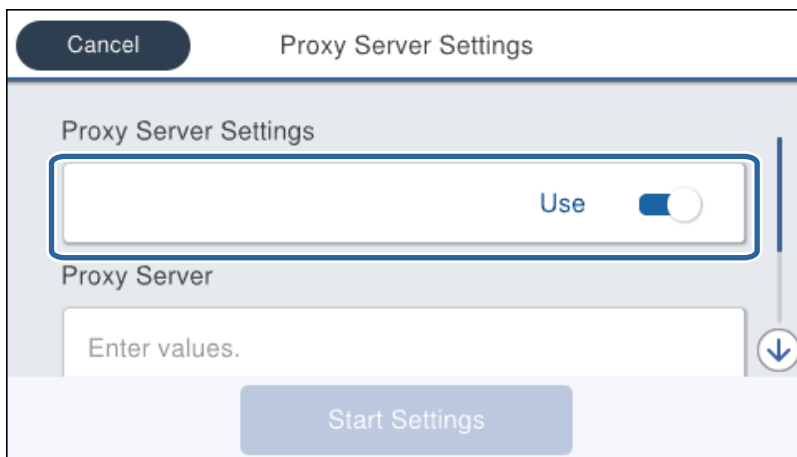 Cancel Proxy Server Settings
Proxy Server Settings
Use
Proxy Server
Enter values.
Start Settings